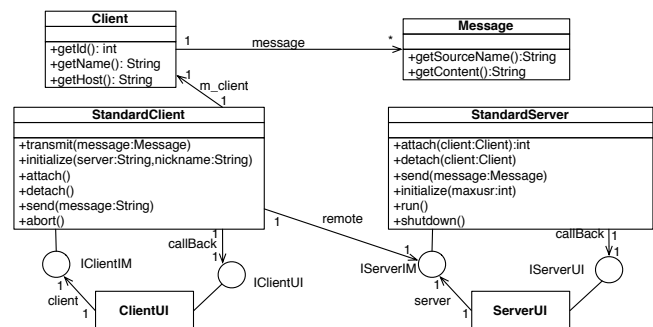 Client
+getId(): int
+getName(): String
+getHost(): String
1
message
*
Message
+getSourceName():String
+getContent():String
1
m_client
1
StandardClient
+transmit(message:Message)
+initialize(server:String,nickname:String)
+attach()
+detach()
+send(message:String)
+abort()
StandardServer
+attach(client:Client):int
+detach(client:Client)
+send(message:Message)
+initialize(maxusr:int)
+run()
+shutdown()
1
remote
1
1
callBack
1
1
callBack
1
IClientIM
IClientUI
IServerIM
IServerUI
1
client
1
ClientUI
1
server
1
ServerUI